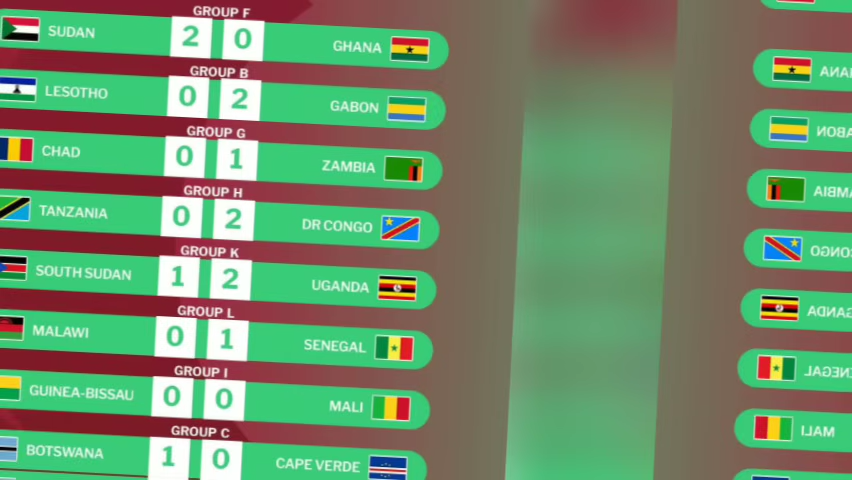 GROUP F
SUDAN 2 0 GHANA
GROUP B
LESOTHO 0 2 GABON
GROUP G
CHAD 0 1 ZAMBIA
GROUP H
TANZANIA 0 2 DR CONGO
GROUP K
SOUTH SUDAN 1 2 UGANDA
GROUP L
MALAWI 0 1 SENEGAL
GROUP I
GUINEA-BISSAU 0 0 MALI
GROUP C
BOTSWANA 1 0 CAPE VERDE
MALI